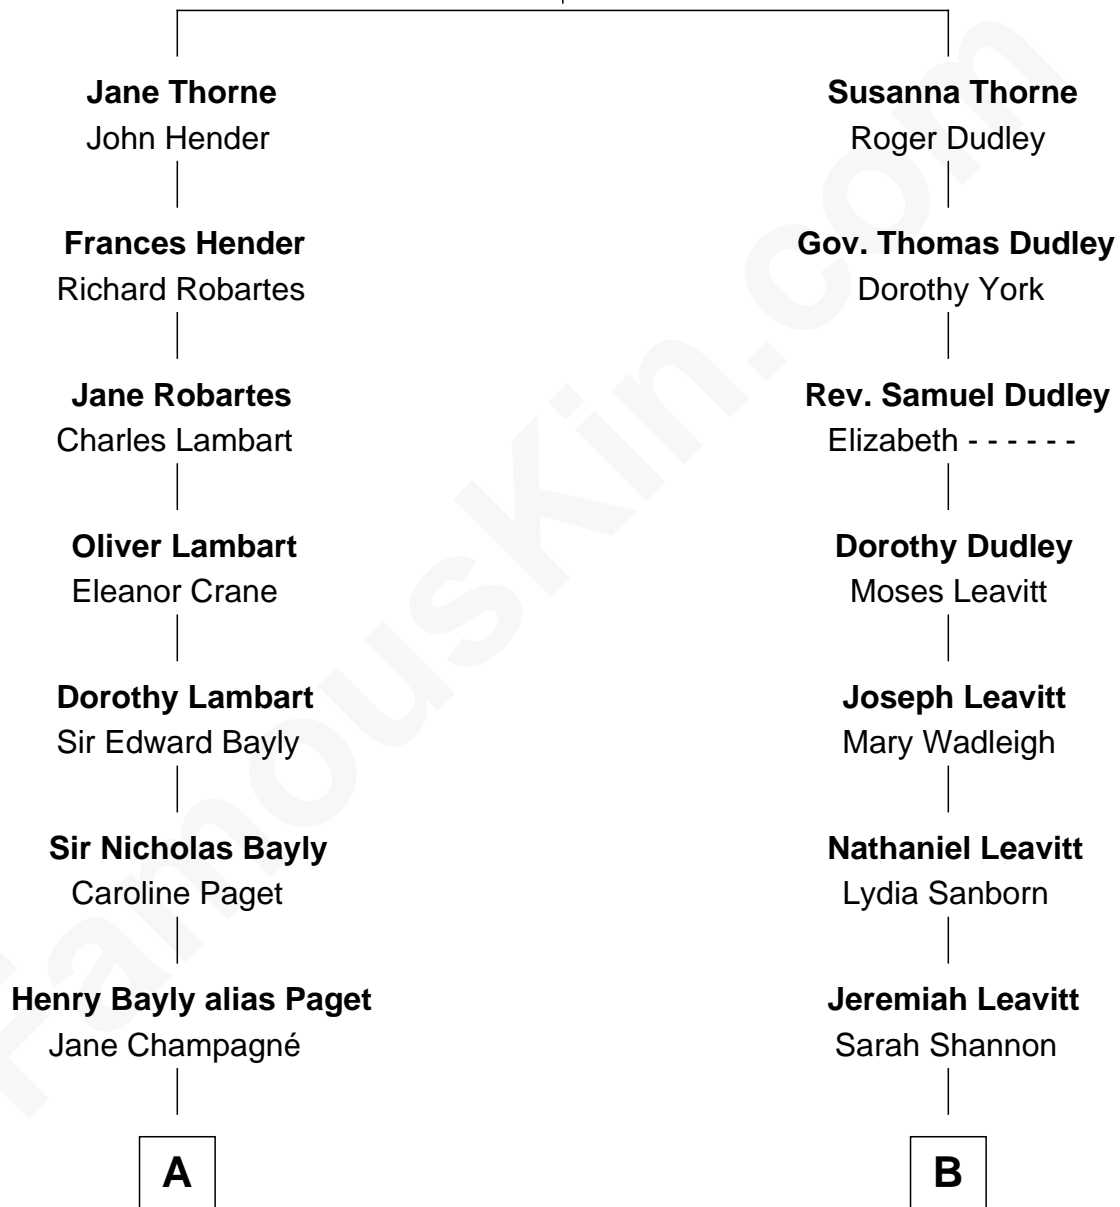 Jane Thorne
John Hender
Frances Hender
Richard Robartes
Jane Robartes
Charles Lambart
Oliver Lambart
Eleanor Crane
Dorothy Lambart
Sir Edward Bayly
Sir Nicholas Bayly
Caroline Paget
Henry Bayly alias Paget
Jane Champagné
A
Susanna Thorne
Roger Dudley
Gov. Thomas Dudley
Dorothy York
Rev. Samuel Dudley
Elizabeth - - - - - -
Dorothy Dudley
Moses Leavitt
Joseph Leavitt
Mary Wadleigh
Nathaniel Leavitt
Lydia Sanborn
Jeremiah Leavitt
Sarah Shannon
B
FamousKin.com